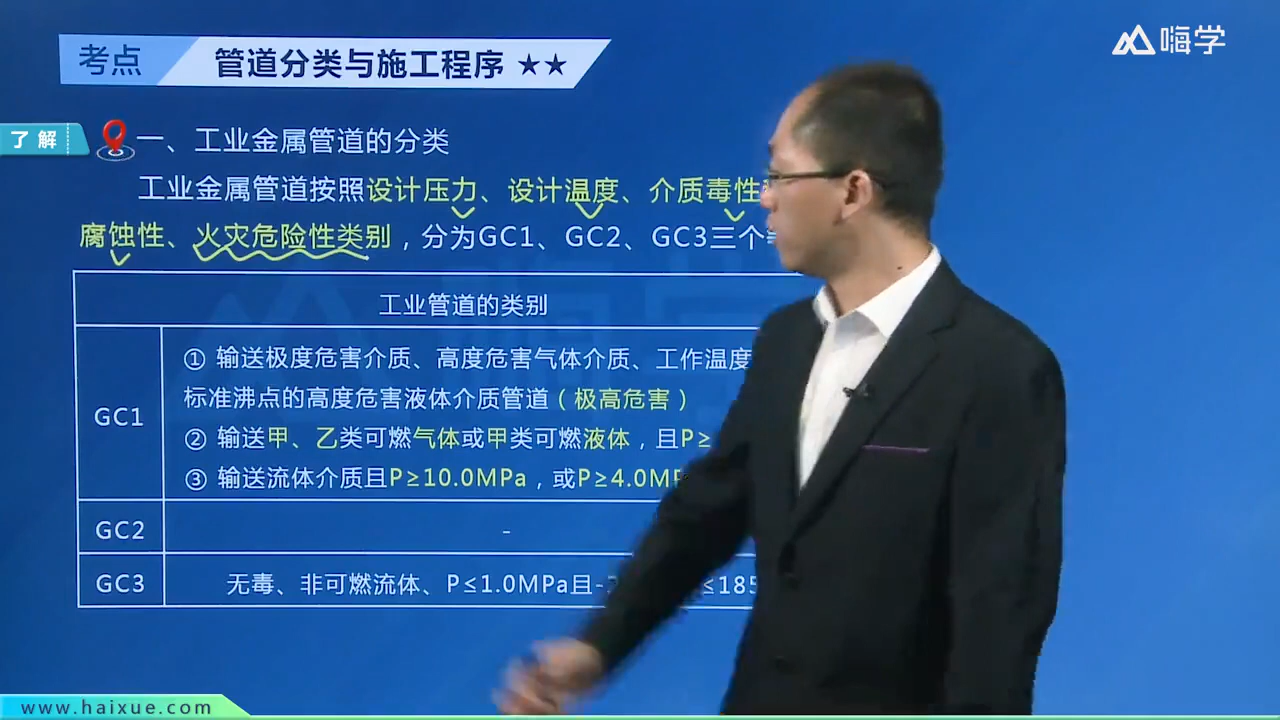 考点 管道分类与施工程序 ★★
嗨学
了解
一、工业金属管道的分类
工业金属管道按照设计压力、设计温度、介质毒性
腐蚀性、火灾危险性类别，分为GC1、GC2、GC3三个
工业管道的类别
GC1
① 输送极度危害介质、高度危害气体介质、工作温度
标准沸点的高度危害液体介质管道（极高危害）
② 输送甲、乙类可燃气体或甲类可燃液体，且P≥
③ 输送流体介质且P≥10.0MPa，或P≥4.0MP
GC2 -
GC3 无毒、非可燃流体、P≤1.0MPa且- ≤185
www.haixue.com